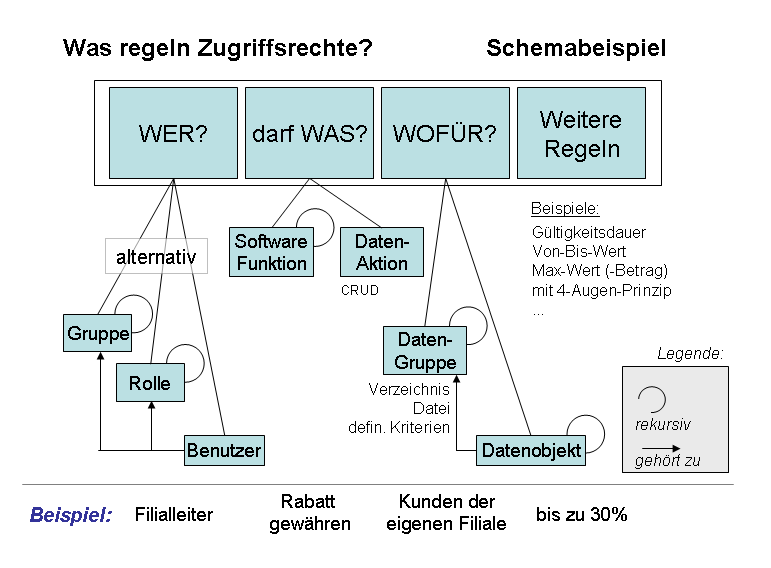 Was regeln Zugriffsrechte?
Schemabeispiel
WER?
darf WAS?
WOFÜR?
Weitere
Regeln
alternativ
Software
Funktion
Daten-
Aktion
CRUD
Beispiele:
Gültigkeitsdauer
Von-Bis-Wert
Max-Wert (-Betrag)
mit 4-Augen-Prinzip
...
Gruppe
Rolle
Benutzer
Daten-
Gruppe
Verzeichnis
Datei
defin. Kriterien
Datenobjekt
Legende:
rekursiv
gehört zu
Beispiel:
Filialleiter
Rabatt
gewähren
Kunden der
eigenen Filiale
bis zu 30%